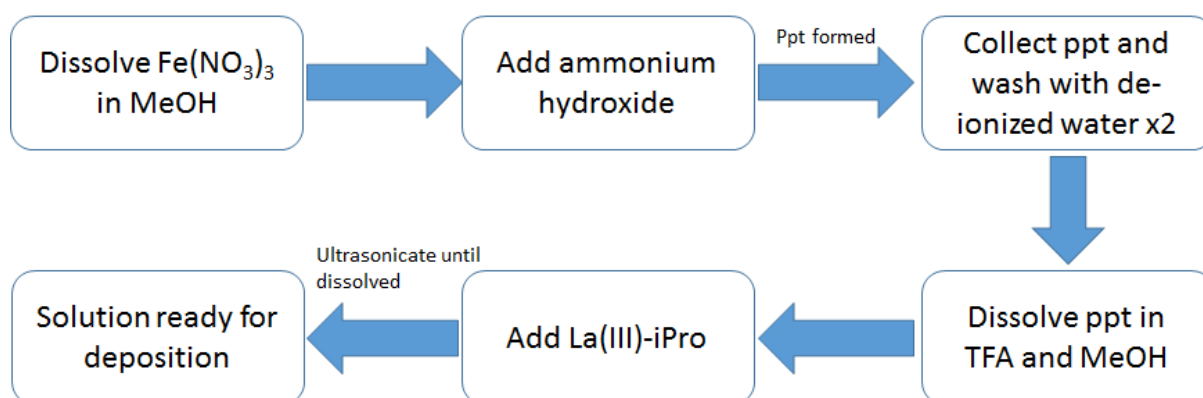 Dissolve Fe(NO₃)₃
in MeOH
Add ammonium
hydroxide
Ppt formed
Collect ppt and
wash with de-
ionized water x2
Dissolve ppt in
TFA and MeOH
Add La(III)-iPro
Ultrasonicate until
dissolved
Solution ready for
deposition